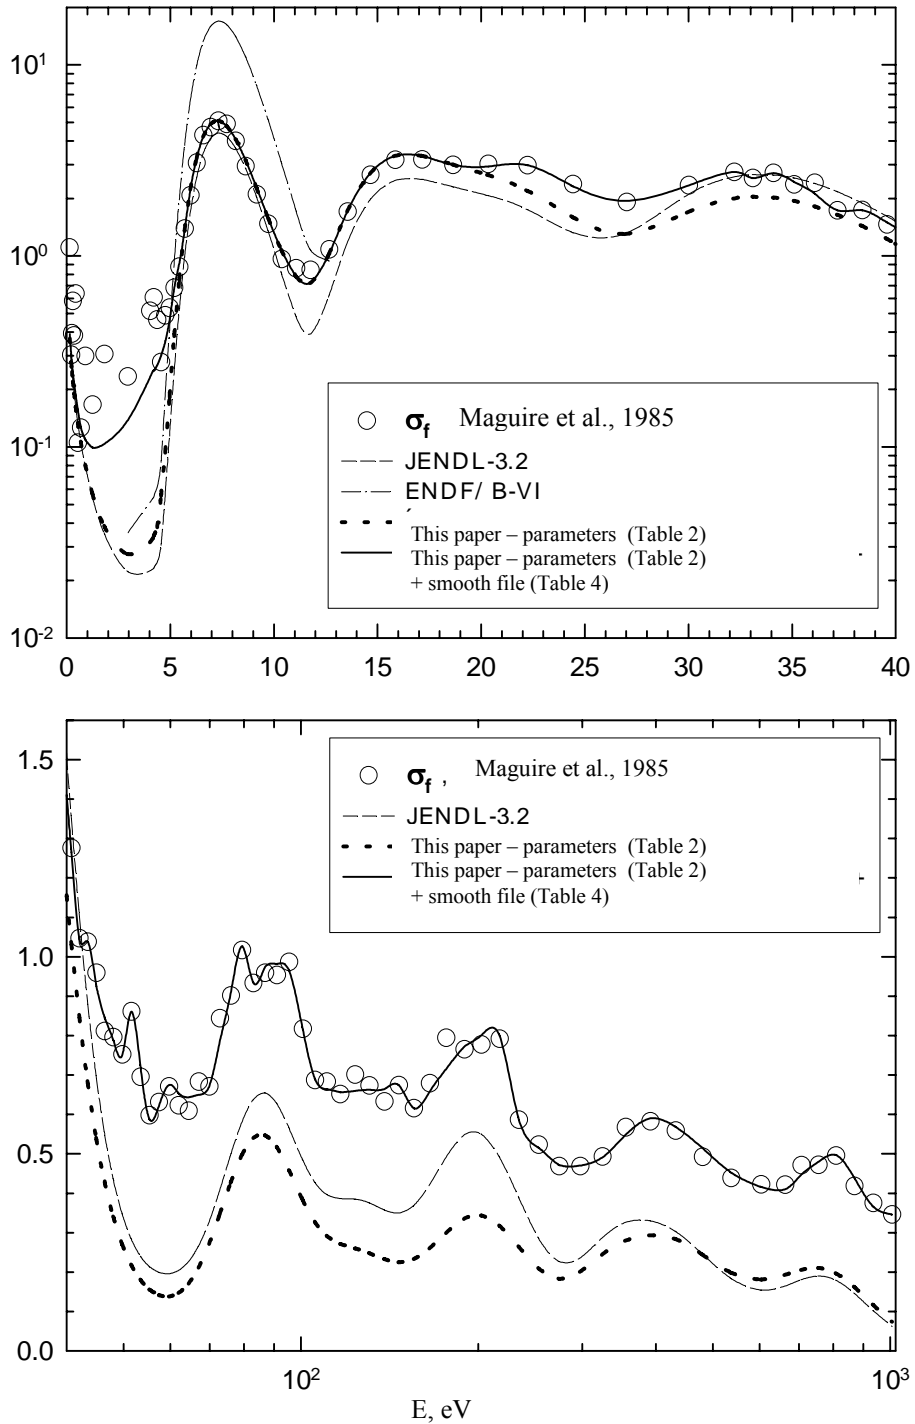 10¹
10⁰
10⁻¹
10⁻²
σf Maguire et al., 1985
JENDL-3.2
ENDF/ B-VI
This paper – parameters (Table 2)
This paper – parameters (Table 2)
+ smooth file (Table 4)
0 5 10 15 20 25 30 35 40
1.5
1.0
0.5
0.0
σf , Maguire et al., 1985
JENDL-3.2
This paper – parameters (Table 2)
This paper – parameters (Table 2)
+ smooth file (Table 4)
10² 10³
E, eV